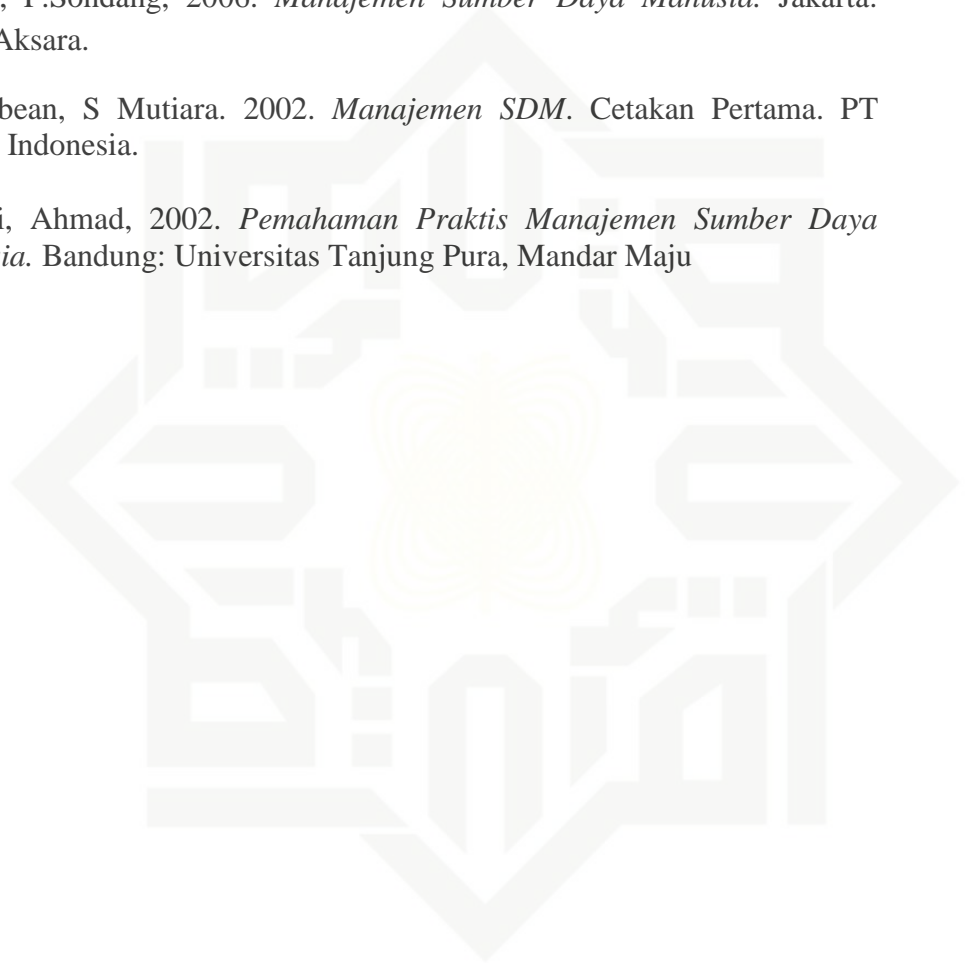 , P.Sondang, 2006. Manajemen Sumber Daya Manusia. Jakarta.
Aksara.
bean, S Mutiara. 2002. Manajemen SDM. Cetakan Pertama. PT
Indonesia.
i, Ahmad, 2002. Pemahaman Praktis Manajemen Sumber Daya
ia. Bandung: Universitas Tanjung Pura, Mandar Maju